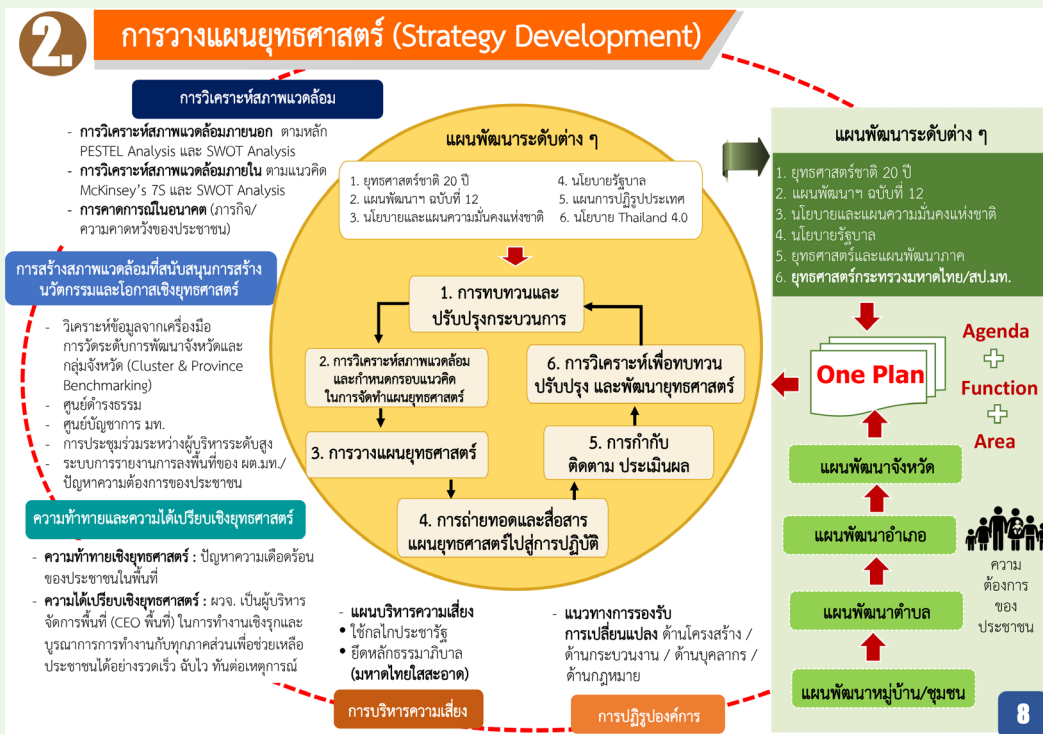 2.
การวางแผนยุทธศาสตร์ (Strategy Development)
การวิเคราะห์สภาพแวดล้อม
- การวิเคราะห์สภาพแวดล้อมภายนอก ตามหลัก
PESTEL Analysis และ SWOT Analysis
- การวิเคราะห์สภาพแวดล้อมภายใน ตามแนวคิด
McKinsey's 7S และ SWOT Analysis
- การคาดการณ์ในอนาคต (ภารกิจ/
ความคาดหวังของประชาชน)
การสร้างสภาพแวดล้อมที่สนับสนุนการสร้าง
นวัตกรรมและโอกาสเชิงยุทธศาสตร์
- วิเคราะห์ข้อมูลจากเครื่องมือ
การวัดระดับการพัฒนาจังหวัดและ
กลุ่มจังหวัด (Cluster & Province
Benchmarking)
- ศูนย์ดำรงธรรม
- ศูนย์บัญชาการ มท.
- การประชุมร่วมระหว่างผู้บริหารระดับสูง
- ระบบการรายงานการลงพื้นที่ของ ผต.มท./
ปัญหาความต้องการของประชาชน
ความท้าทายและความได้เปรียบเชิงยุทธศาสตร์
- ความท้าทายเชิงยุทธศาสตร์ : ปัญหาความเดือดร้อน
ของประชาชนในพื้นที่
- ความได้เปรียบเชิงยุทธศาสตร์ : ผวจ. เป็นผู้บริหาร
จัดการพื้นที่ (CEO พื้นที่) ในการทำงานเชิงรุกและ
บูรณาการการทำงานกับทุกภาคส่วนเพื่อช่วยเหลือ
ประชาชนได้อย่างรวดเร็ว ฉับไว ทันต่อเหตุการณ์
แผนพัฒนาระดับต่าง ๆ
1. ยุทธศาสตร์ชาติ 20 ปี
2. แผนพัฒนาฯ ฉบับที่ 12
3. นโยบายและแผนความมั่นคงแห่งชาติ
4. นโยบายรัฐบาล
5. แผนการปฏิรูปประเทศ
6. นโยบาย Thailand 4.0
1. การทบทวนและ
ปรับปรุงกระบวนการ
2. การวิเคราะห์สภาพแวดล้อม
และกำหนดกรอบแนวคิด
ในการจัดทำแผนยุทธศาสตร์
3. การวางแผนยุทธศาสตร์
4. การถ่ายทอดและสื่อสาร
แผนยุทธศาสตร์ไปสู่การปฏิบัติ
5. การกำกับ
ติดตาม ประเมินผล
6. การวิเคราะห์เพื่อทบทวน
ปรับปรุง และพัฒนายุทธศาสตร์
- แผนบริหารความเสี่ยง
• ใช้กลไกประชารัฐ
• ยึดหลักธรรมาภิบาล
(มหาดไทยใสสะอาด)
การบริหารความเสี่ยง
- แนวทางการรองรับ
การเปลี่ยนแปลง ด้านโครงสร้าง /
ด้านกระบวนงาน / ด้านบุคลากร /
ด้านกฎหมาย
การปฏิรูปองค์การ
แผนพัฒนาระดับต่าง ๆ
1. ยุทธศาสตร์ชาติ 20 ปี
2. แผนพัฒนาฯ ฉบับที่ 12
3. นโยบายและแผนความมั่นคงแห่งชาติ
4. นโยบายรัฐบาล
5. ยุทธศาสตร์และแผนพัฒนาภาค
6. ยุทธศาสตร์กระทรวงมหาดไทย/สป.มท.
One Plan
Agenda
Function
Area
แผนพัฒนาจังหวัด
แผนพัฒนาอำเภอ
แผนพัฒนาตำบล
แผนพัฒนาหมู่บ้าน/ชุมชน
ความ
ต้องการ
ของ
ประชาชน
8